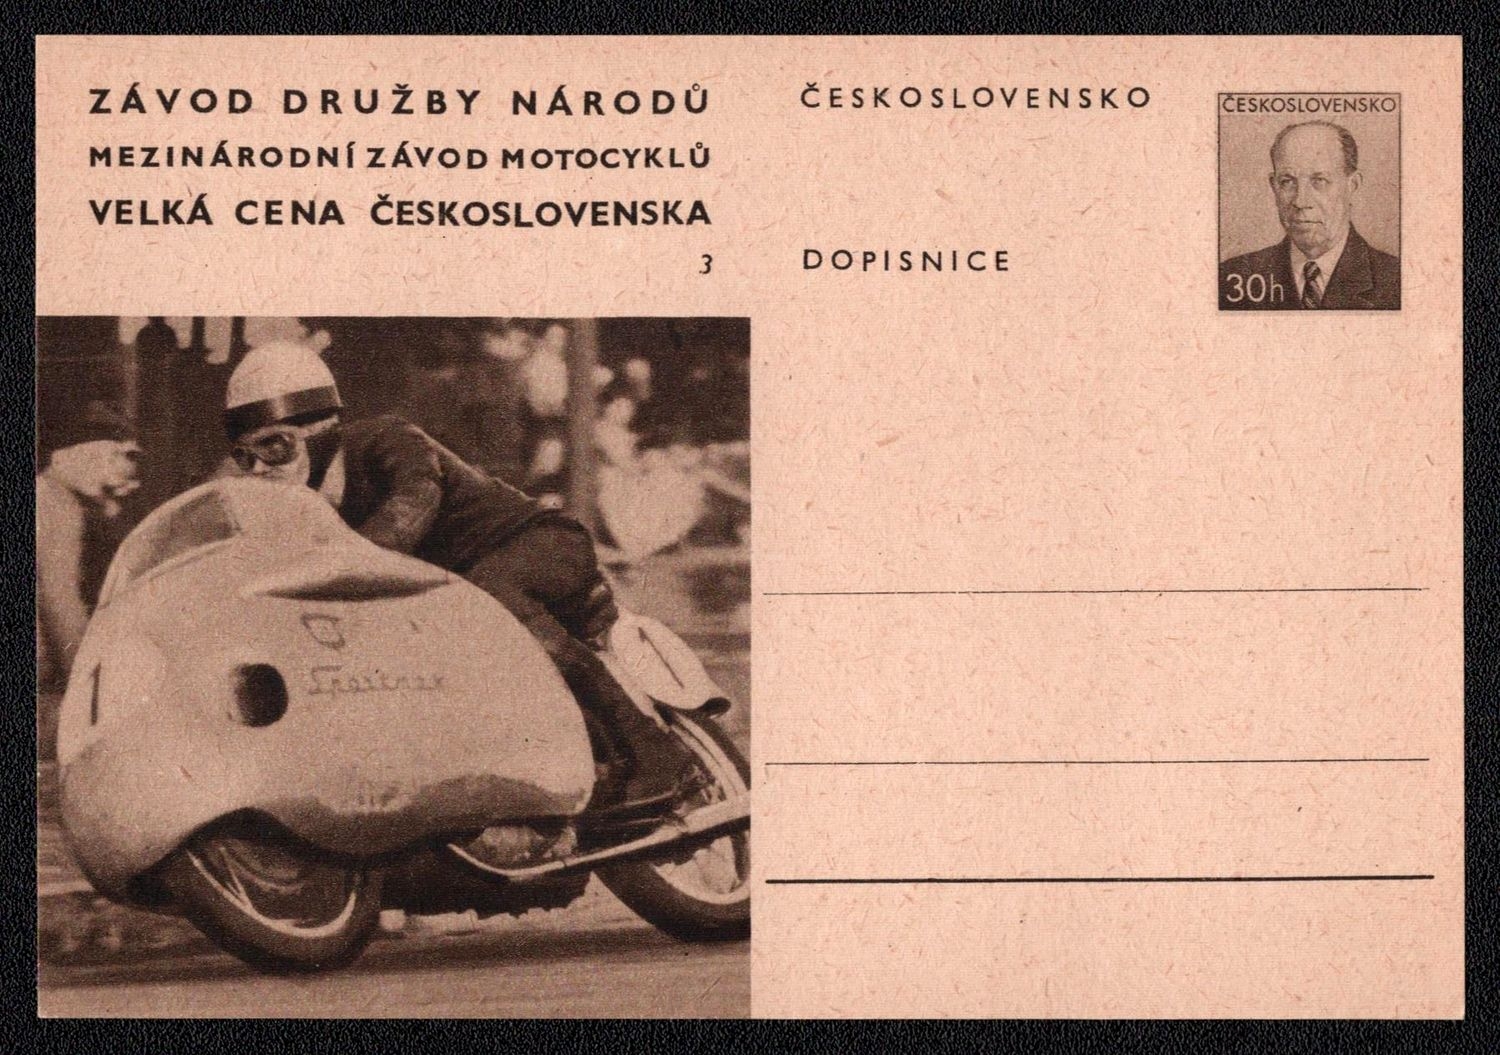 ZÁVOD DRUŽBY NÁRODŮ
MEZINÁRODNÍ ZÁVOD MOTOCYKLŮ
VELKÁ CENA ČESKOSLOVENSKA
3
ČESKOSLOVENSKO
DOPISNICE
ČESKOSLOVENSKO
30h
1
1